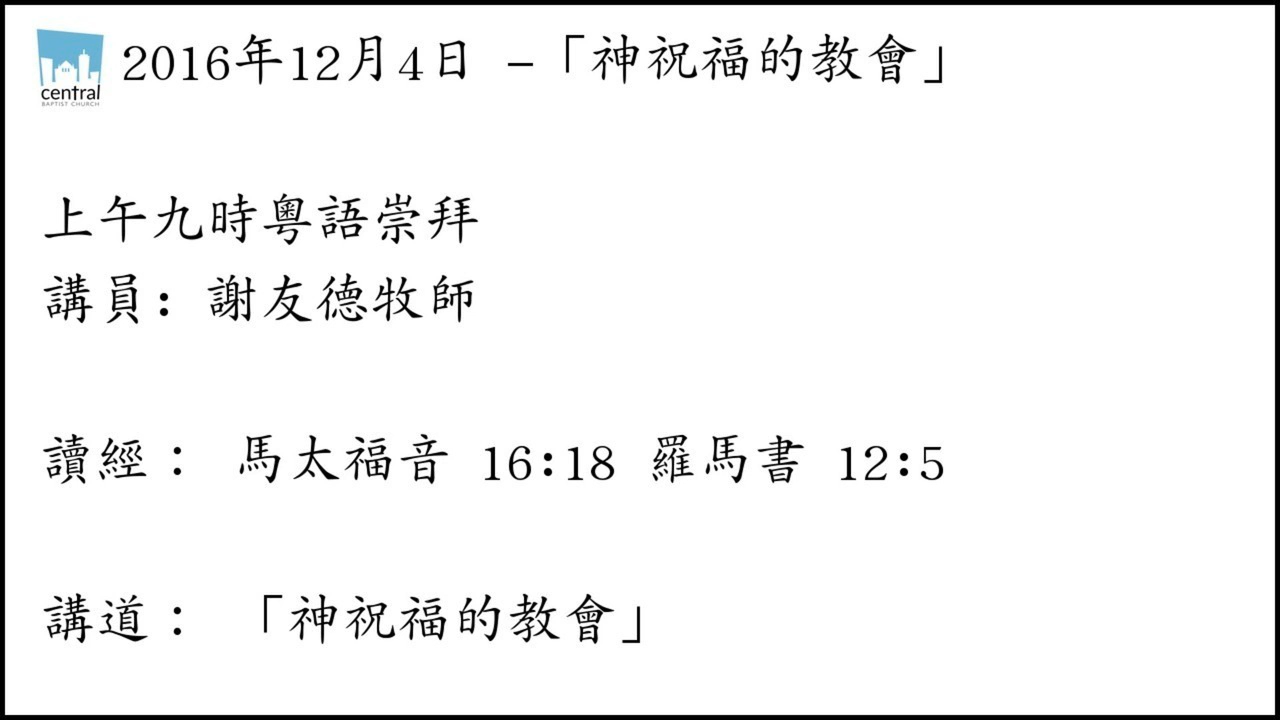 central
BAPTIST CHURCH
2016年12月4日 –「神祝福的教會」
上午九時粵語崇拜
講員: 謝友德牧師
讀經： 馬太福音 16:18 羅馬書 12:5
講道： 「神祝福的教會」